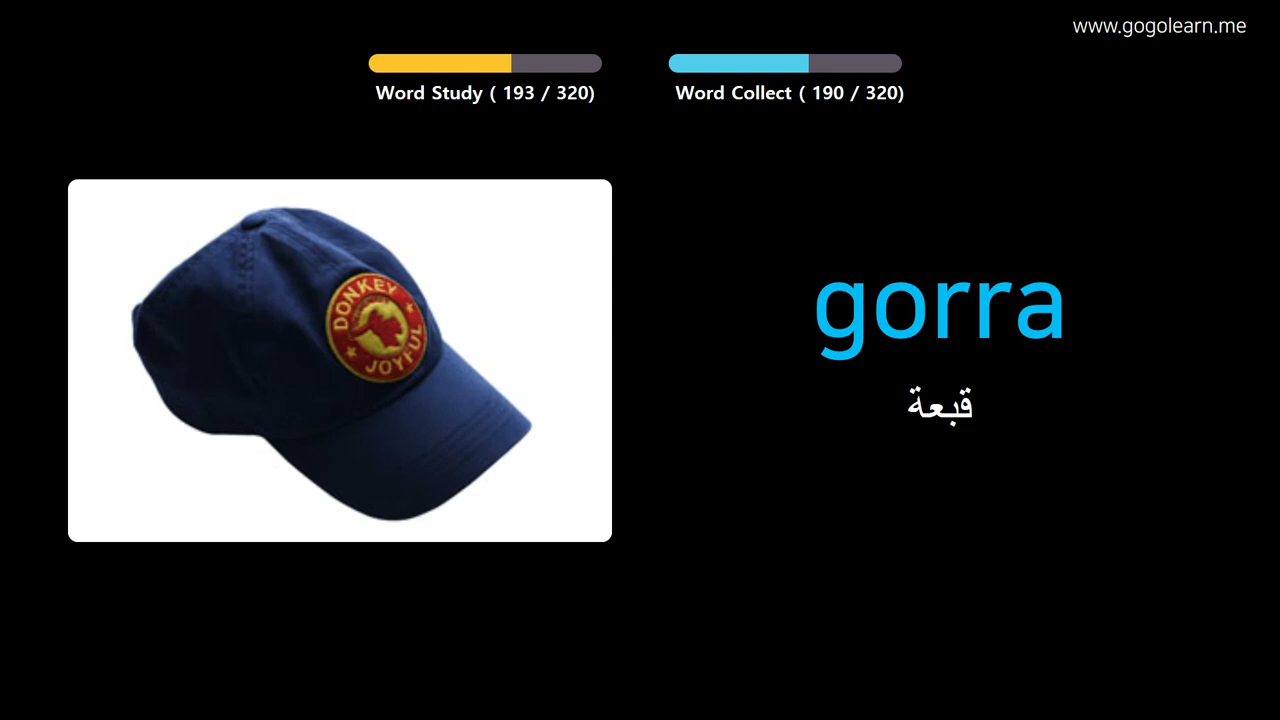 www.gogolearn.me
Word Study ( 193 / 320)
Word Collect ( 190 / 320)
DONKEY
JOYFUL
gorra
قبعة